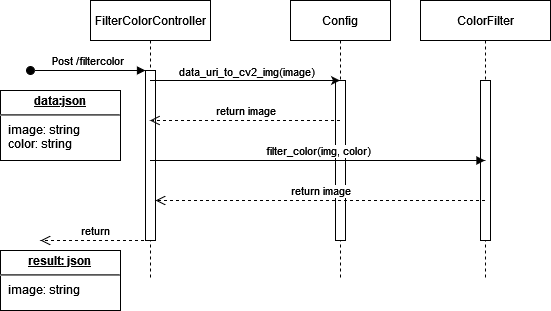 FilterColorController
Config
ColorFilter
Post /filtercolor
data_uri_to_cv2_img(image)
data:json
image: string
color: string
return image
filter_color(img, color)
return image
return
result: json
image: string